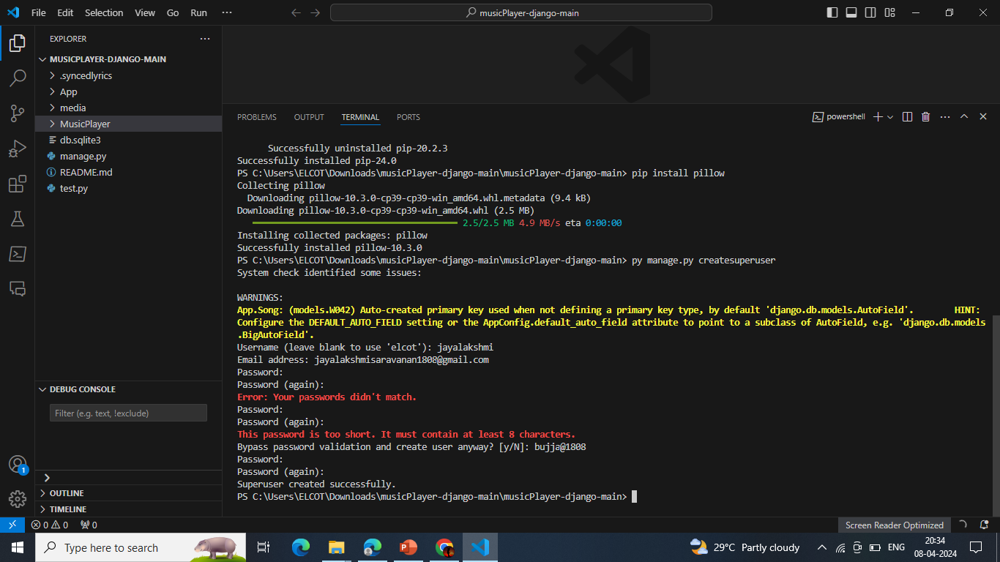 File Edit Selection View Go Run ···
musicPlayer-django-main
EXPLORER
MUSICPLAYER-DJANGO-MAIN
.syncedlyrics
App
media
MusicPlayer
db.sqlite3
manage.py
README.md
test.py
DEBUG CONSOLE
Filter (e.g. text, !exclude)
OUTLINE
TIMELINE
PROBLEMS OUTPUT TERMINAL PORTS
powershell
Successfully uninstalled pip-20.2.3
Successfully installed pip-24.0
PS C:\Users\ELCOT\Downloads\musicPlayer-django-main\musicPlayer-django-main> pip install pillow
Collecting pillow
Downloading pillow-10.3.0-cp39-cp39-win_amd64.whl.metadata (9.4 kB)
Downloading pillow-10.3.0-cp39-cp39-win_amd64.whl (2.5 MB)
2.5/2.5 MB 4.9 MB/s eta 0:00:00
Installing collected packages: pillow
Successfully installed pillow-10.3.0
PS C:\Users\ELCOT\Downloads\musicPlayer-django-main\musicPlayer-django-main> py manage.py createsuperuser
System check identified some issues:
WARNINGS:
App.Song: (models.W042) Auto-created primary key used when not defining a primary key type, by default 'django.db.models.AutoField'. HINT:
Configure the DEFAULT_AUTO_FIELD setting or the AppConfig.default_auto_field attribute to point to a subclass of AutoField, e.g. 'django.db.models
.BigAutoField'.
Username (leave blank to use 'elcot'): jayalakshmi
Email address: jayalakshmisaravanan1808@gmail.com
Password:
Password (again):
Error: Your passwords didn't match.
Password:
Password (again):
This password is too short. It must contain at least 8 characters.
Bypass password validation and create user anyway? [y/N]: bujja@1808
Password:
Password (again):
Superuser created successfully.
PS C:\Users\ELCOT\Downloads\musicPlayer-django-main\musicPlayer-django-main>
1
0 0 0
Screen Reader Optimized
Type here to search
29°C Partly cloudy
ENG
20:34
08-04-2024